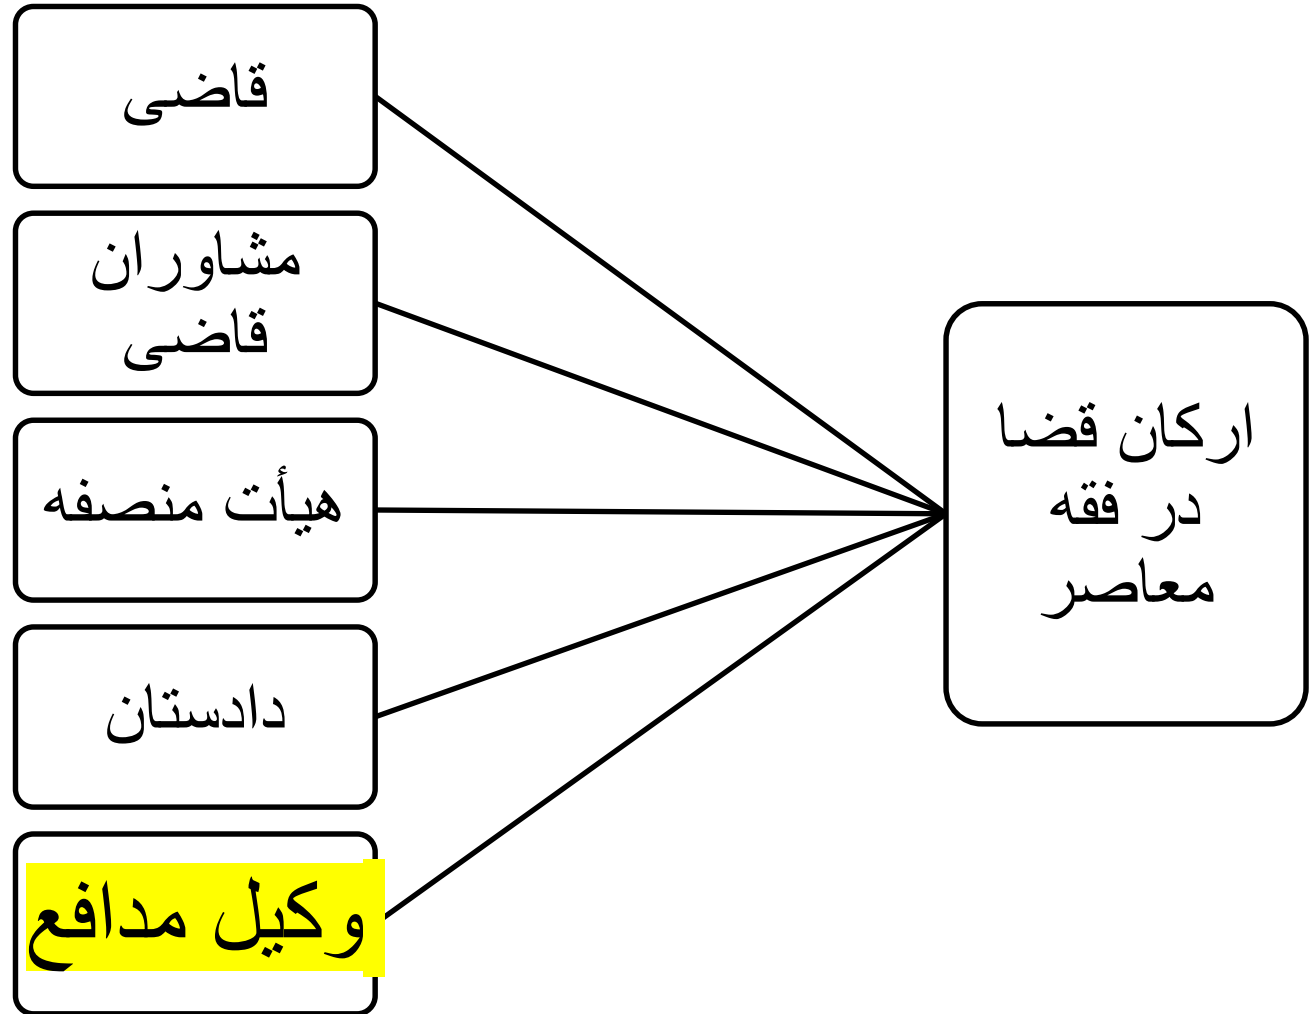 ارکان قضا
در فقه
معاصر
قاضی
مشاوران
قاضی
هیأت منصفه
دادستان
وکیل مدافع